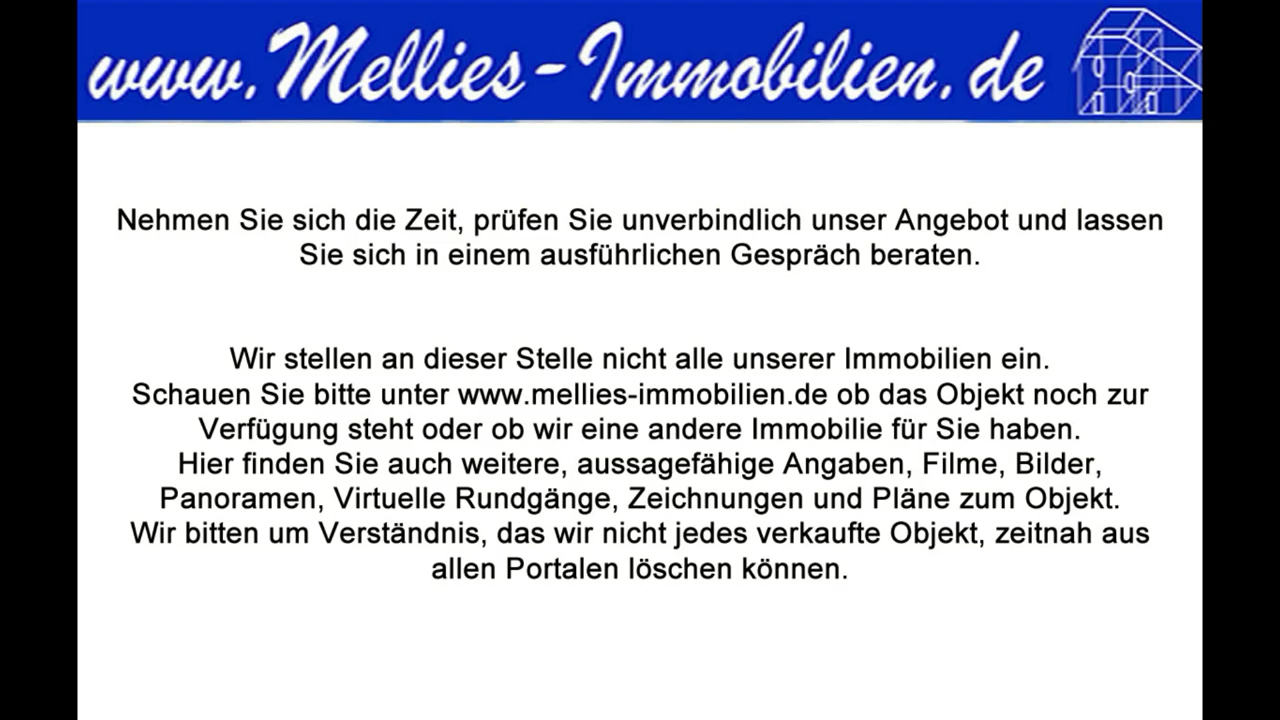 www.Mellies-Immobilien.de
Nehmen Sie sich die Zeit, prüfen Sie unverbindlich unser Angebot und lassen
Sie sich in einem ausführlichen Gespräch beraten.
Wir stellen an dieser Stelle nicht alle unserer Immobilien ein.
Schauen Sie bitte unter www.mellies-immobilien.de ob das Objekt noch zur
Verfügung steht oder ob wir eine andere Immobilie für Sie haben.
Hier finden Sie auch weitere, aussagefähige Angaben, Filme, Bilder,
Panoramen, Virtuelle Rundgänge, Zeichnungen und Pläne zum Objekt.
Wir bitten um Verständnis, das wir nicht jedes verkaufte Objekt, zeitnah aus
allen Portalen löschen können.